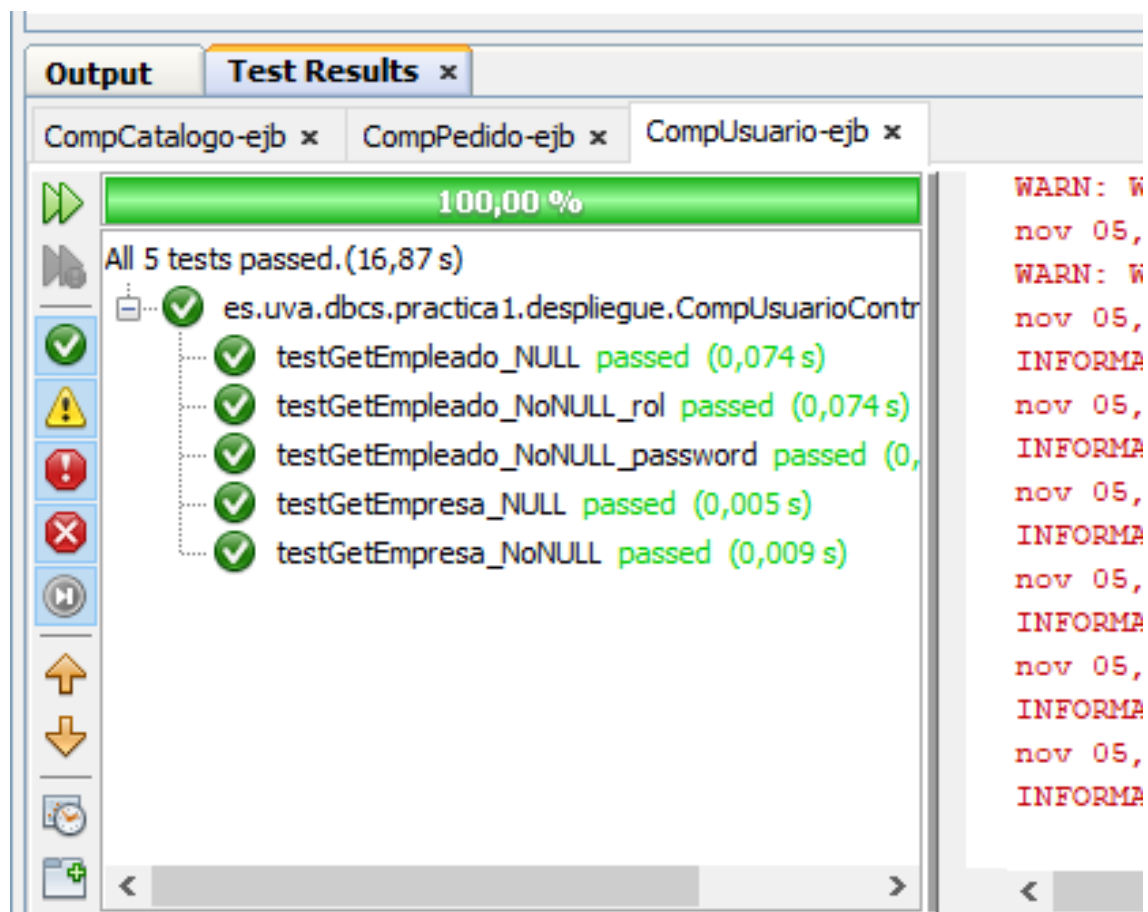 Output Test Results
CompCatalogo-ejb CompPedido-ejb CompUsuario-ejb
100,00 %
All 5 tests passed.(16,87 s)
es.uva.dbcs.practica1.despliegue.CompUsuarioContr
testGetEmpleado_NULL passed (0,074 s)
testGetEmpleado_NoNULL_rol passed (0,074 s)
testGetEmpleado_NoNULL_password passed (0,
testGetEmpresa_NULL passed (0,005 s)
testGetEmpresa_NoNULL passed (0,009 s)
WARN: W
nov 05,
WARN: W
nov 05,
INFORMA
nov 05,
INFORMA
nov 05,
INFORMA
nov 05,
INFORMA
nov 05,
INFORMA
nov 05,
INFORMA